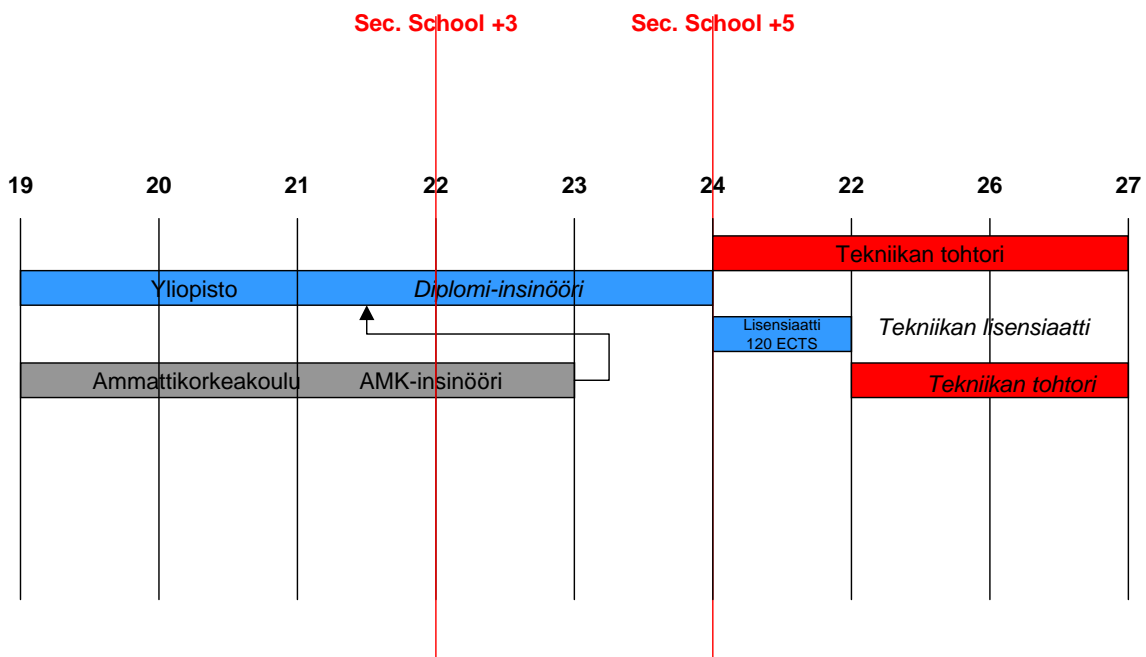 Sec. School +3 Sec. School +5
19 20 21 22 23 24 22 26 27
Tekniikan tohtori
Yliopisto Diplomi-insinööri
Lisensiaatti
120 ECTS
Tekniikan lisensiaatti
Ammattikorkeakoulu AMK-insinööri
Tekniikan tohtori